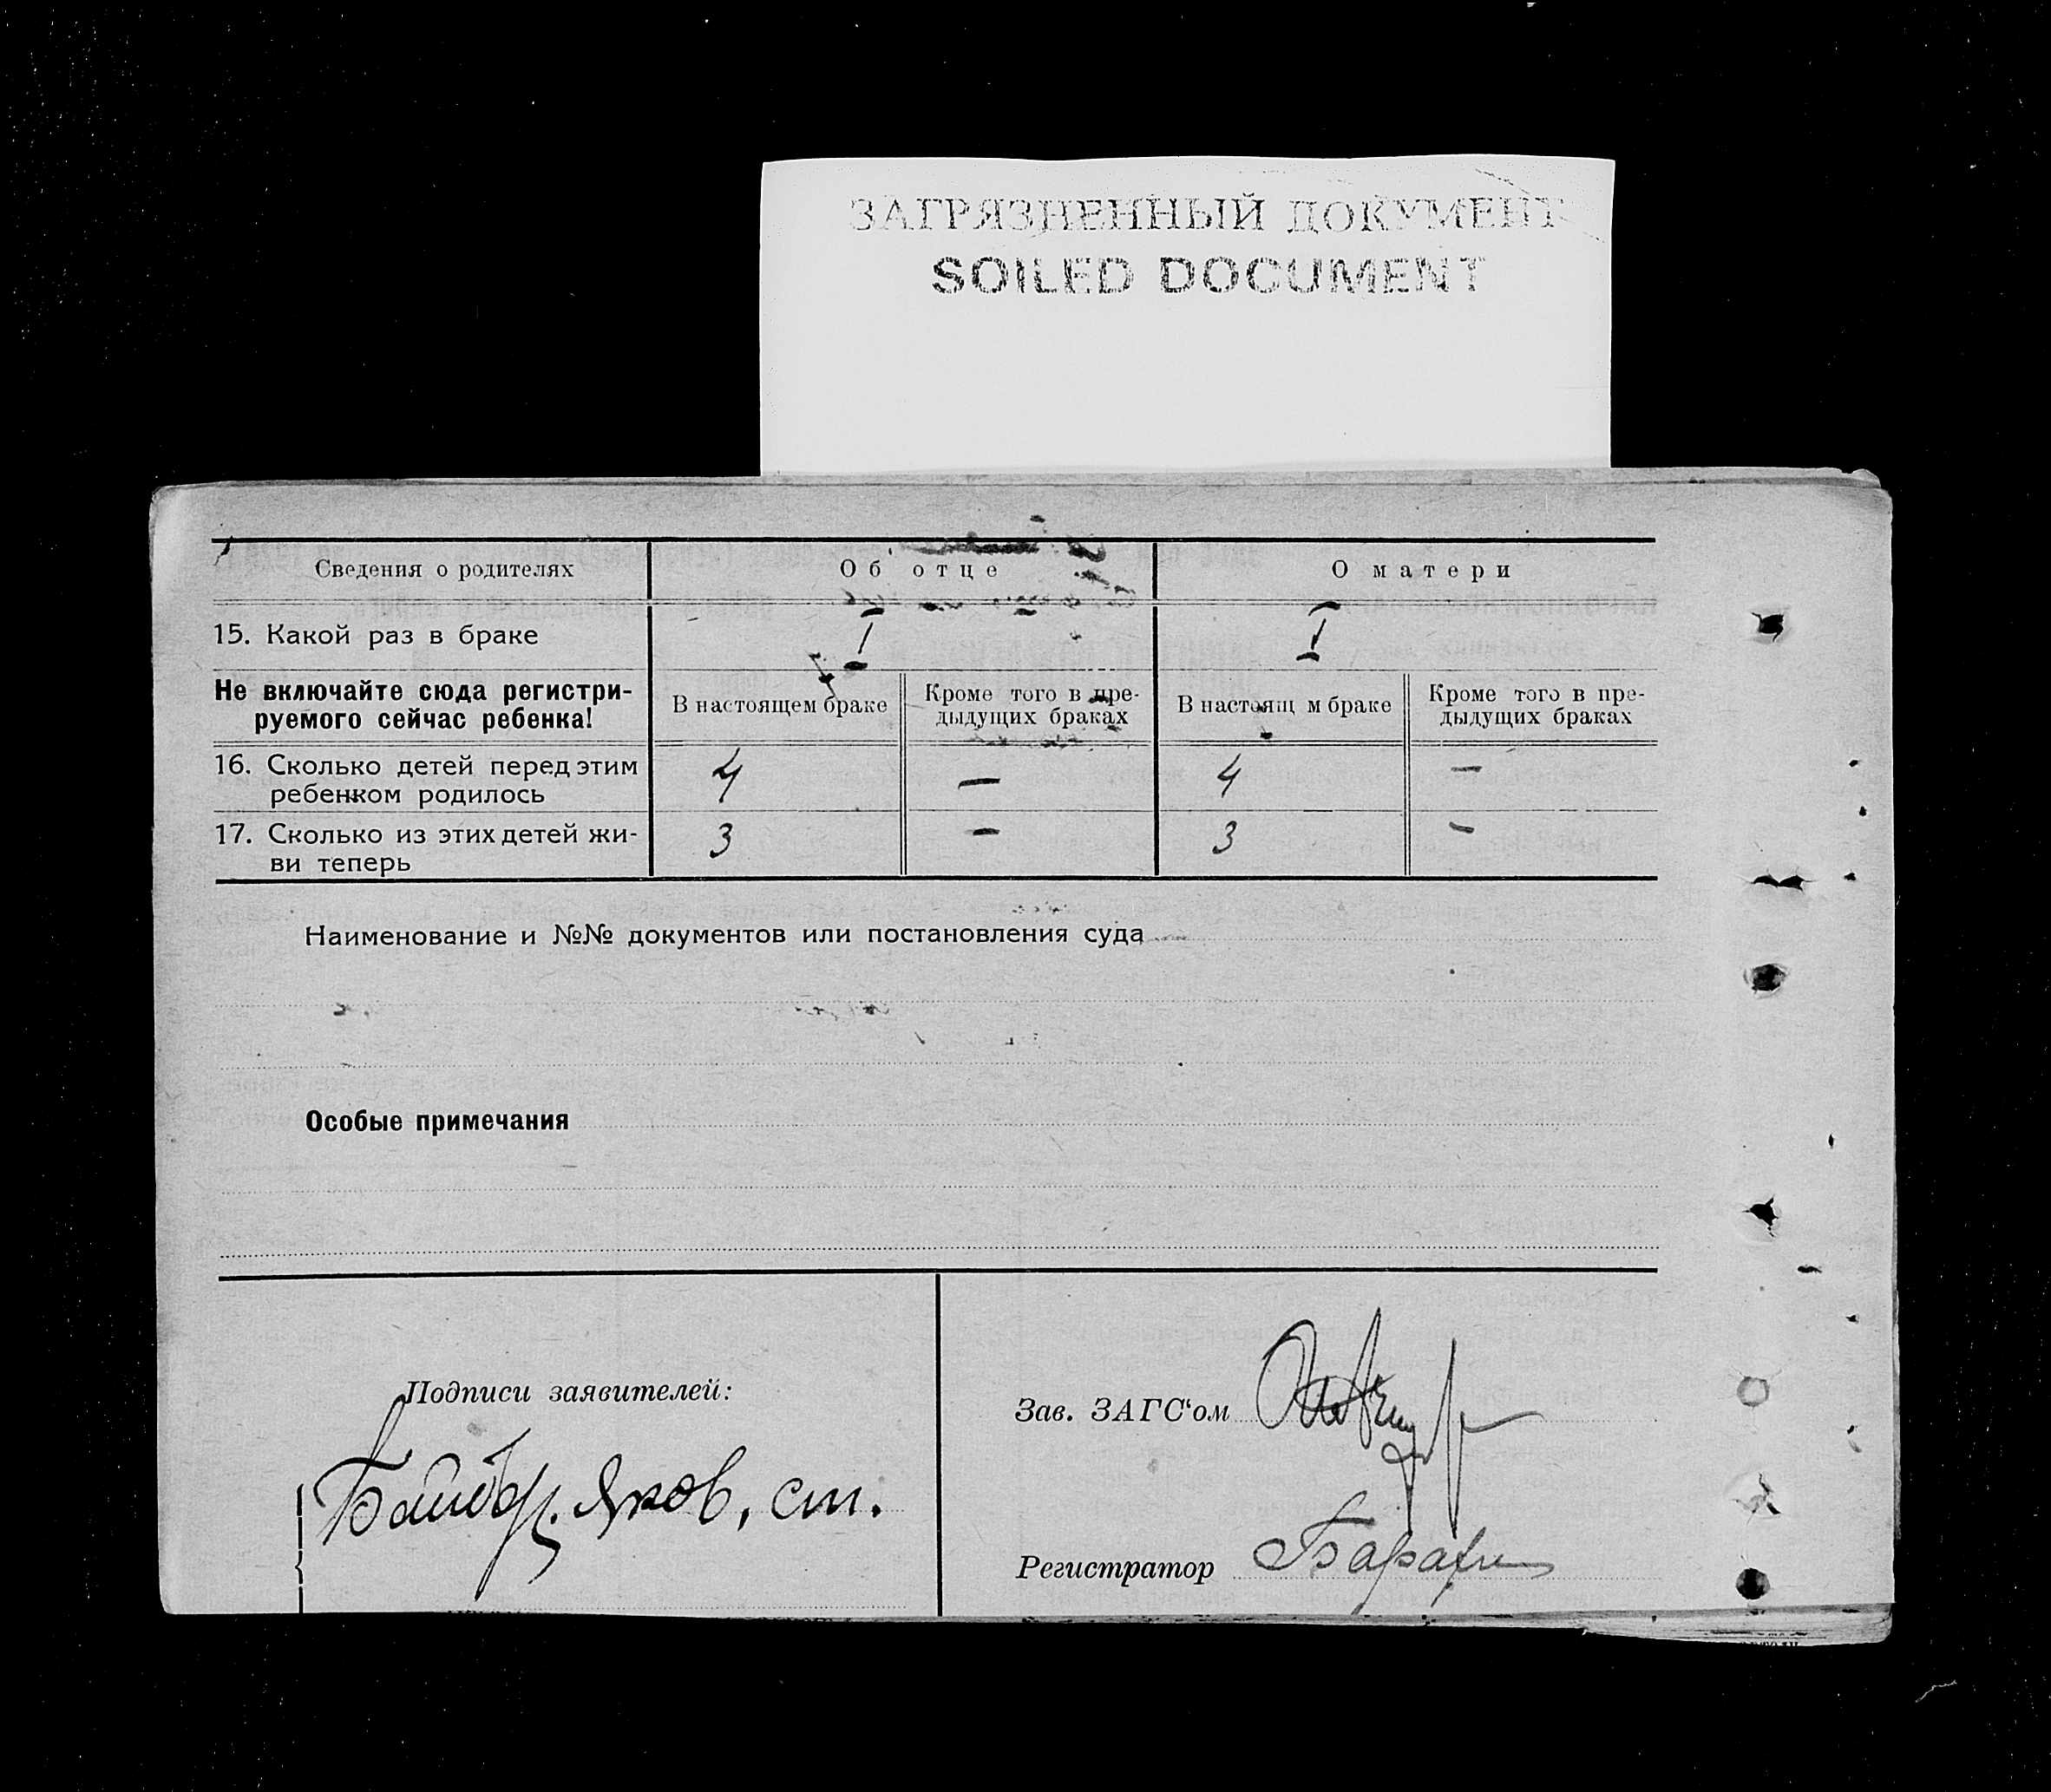 ЗАГРЯЗНЕННЫЙ ДОКУМЕНТ
SOILED DOCUMENT
Сведения о родителях Об отце О матери
15. Какой раз в браке I I
Не включайте сюда регистри-
руемого сейчас ребенка!
В настоящем браке
Кроме того в пре-
дыдущих браках
В настоящ м браке
Кроме того в пре-
дыдущих браках
16. Сколько детей перед этим
ребенком родилось
4 — 4 —
17. Сколько из этих детей жи-
ви теперь
3 — 3 —
Наименование и №№ документов или постановления суда
Особые примечания
Подписи заявителей:
Яков, ст.
Зав. ЗАГС‘ом
Регистратор